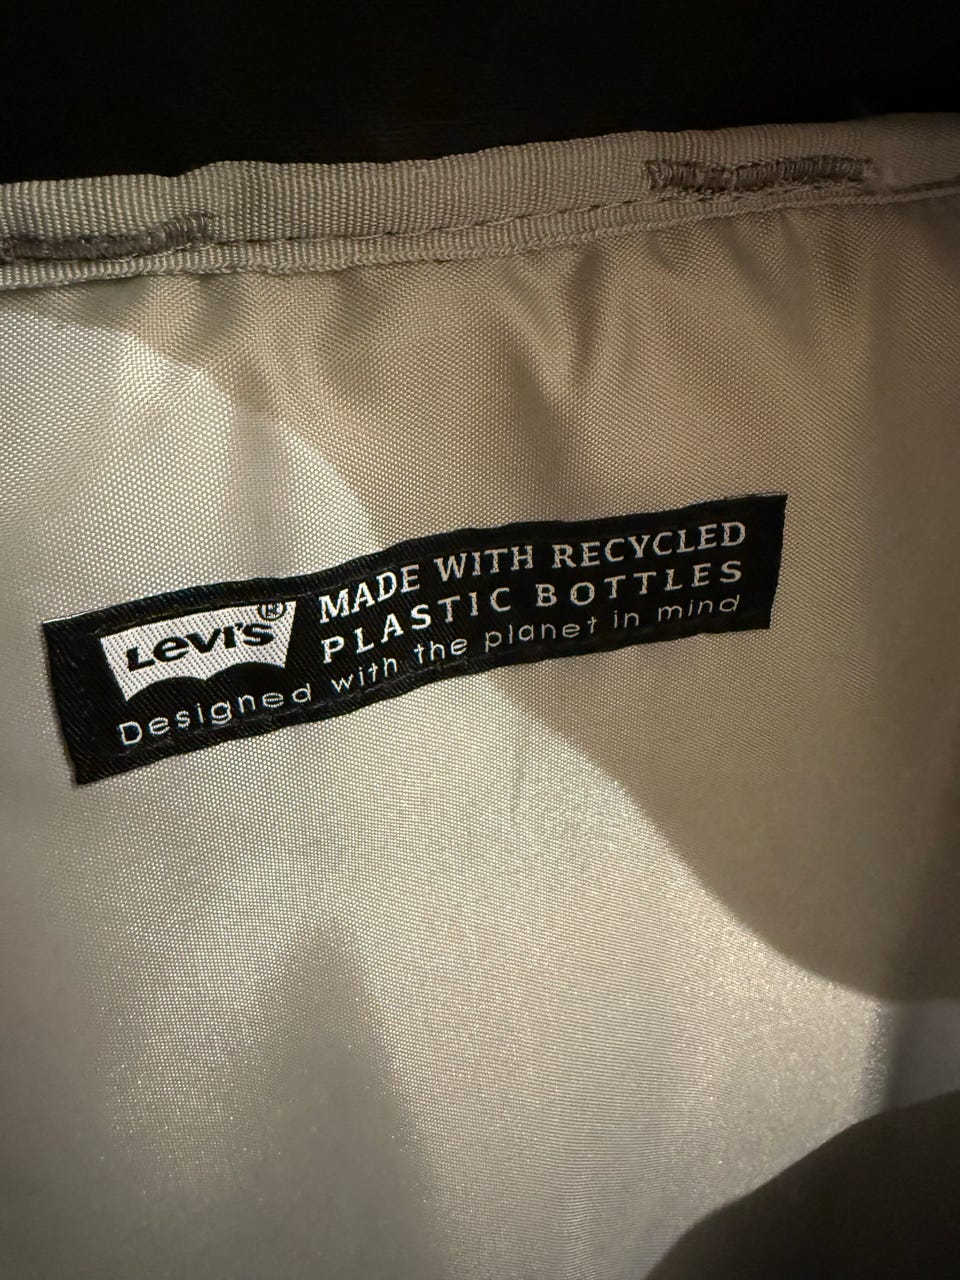 Levi's®
MADE WITH RECYCLED
PLASTIC BOTTLES
Designed with the planet in mind